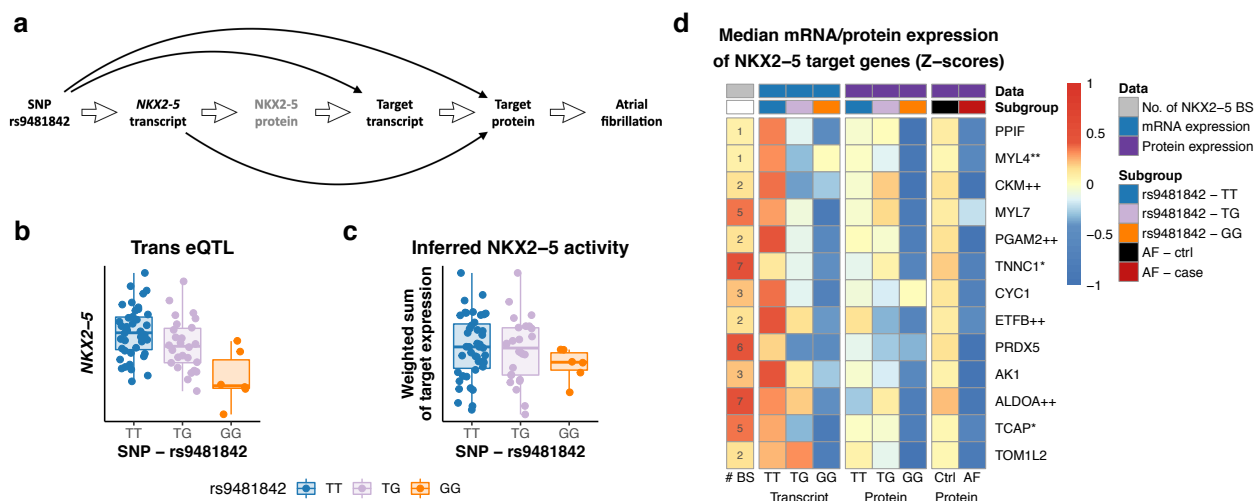 a
SNP
rs9481842
NKX2-5
transcript
NKX2-5
protein
Target
transcript
Target
protein
Atrial
fibrillation
b
Trans eQTL
NKX2-5
TT TG GG
SNP – rs9481842
c
Inferred NKX2-5 activity
Weighted sum
of target expression
TT TG GG
SNP – rs9481842
rs9481842 TT TG GG
d
Median mRNA/protein expression
of NKX2-5 target genes (Z-scores)
Data
Subgroup
1 PPIF
1 MYL4**
2 CKM++
5 MYL7
2 PGAM2++
7 TNNC1*
3 CYC1
2 ETFB++
6 PRDX5
3 AK1
7 ALDOA++
5 TCAP*
2 TOM1L2
# BS TT TG GG TT TG GG Ctrl AF
Transcript Protein Protein
1
0.5
0
−0.5
−1
Data
No. of NKX2-5 BS
mRNA expression
Protein expression
Subgroup
rs9481842 – TT
rs9481842 – TG
rs9481842 – GG
AF – ctrl
AF – case